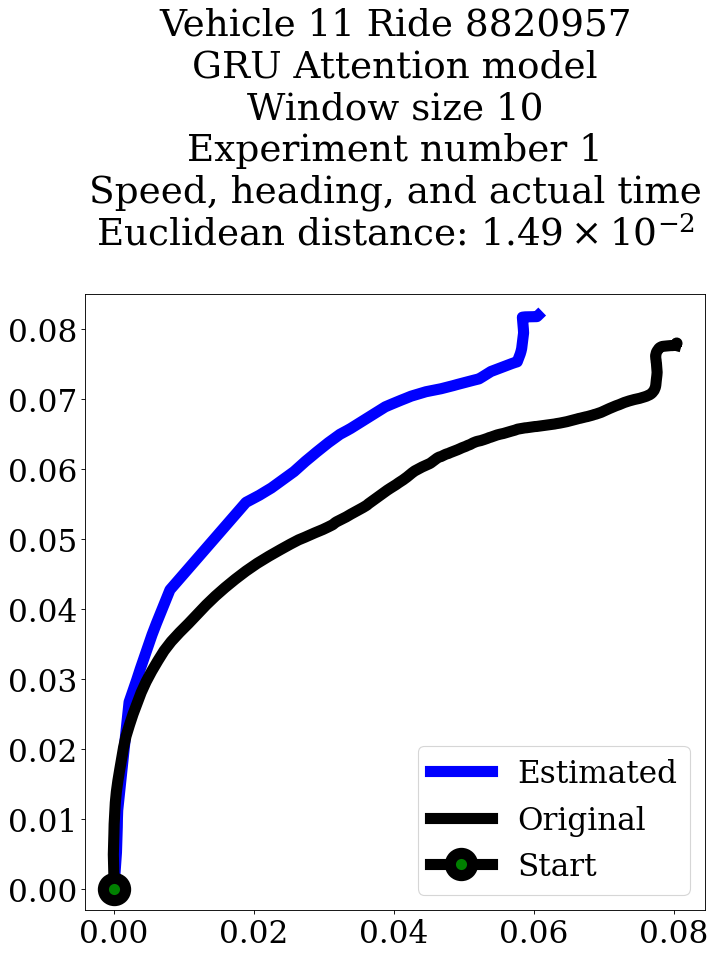 Vehicle 11 Ride 8820957
GRU Attention model
Window size 10
Experiment number 1
Speed, heading, and actual time
Euclidean distance: 1.49 × 10⁻²
0.08
0.07
0.06
0.05
0.04
0.03
0.02
0.01
0.00
Estimated
Original
Start
0.00 0.02 0.04 0.06 0.08